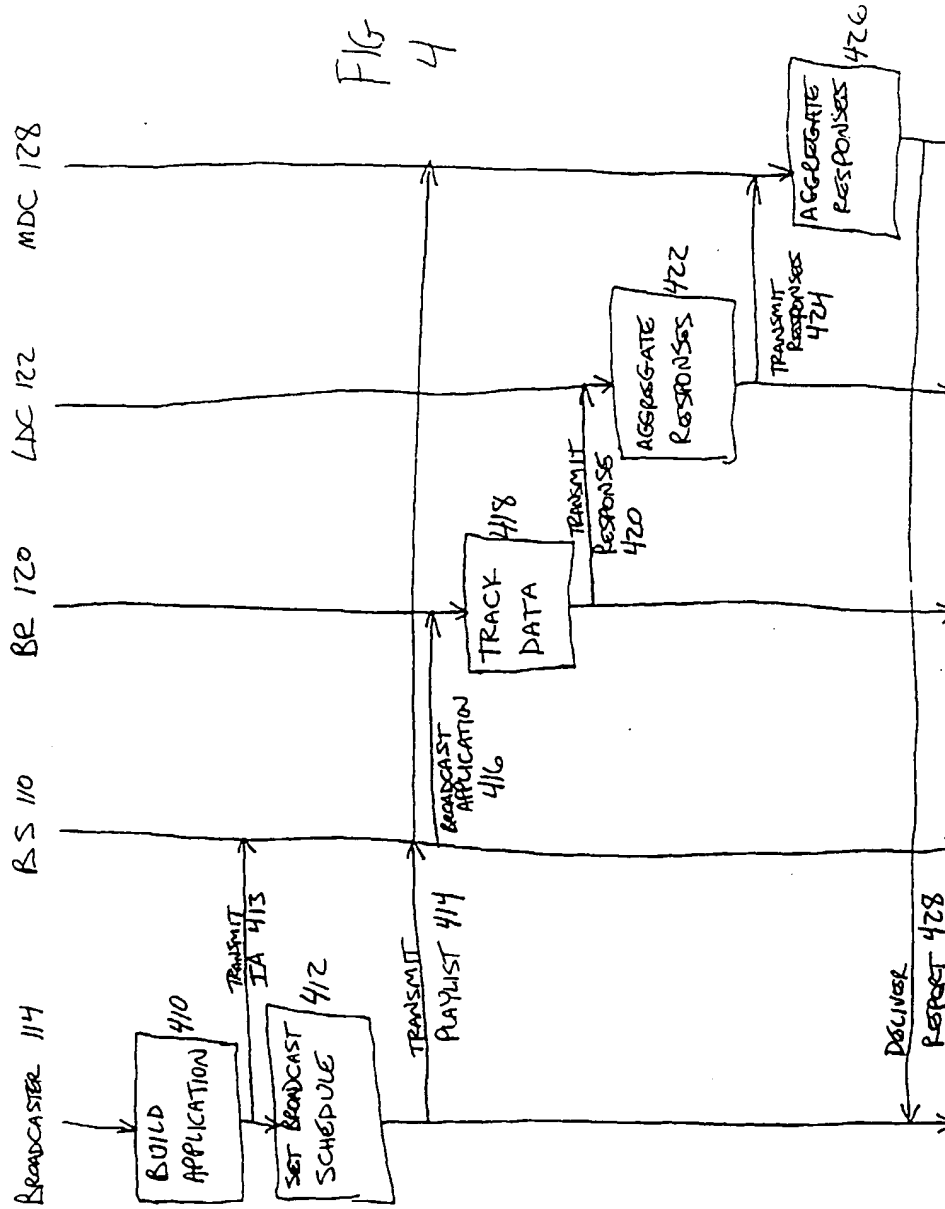 BROADCASTER 114
BS 110
BR 120
LDC 122
MDC 128
FIG
4
BUILD
APPLICATION
410
TRANSMIT
IA 413
SET BROADCAST
SCHEDULE
412
TRANSMIT
PLAYLIST 414
BROADCAST
APPLICATION
416
TRACK
DATA
418
TRANSMIT
RESPONSE
420
AGGREGATE
RESPONSES
422
TRANSMIT
RESPONSES
424
AGGREGATE
RESPONSES
426
DELIVER
REPORT 428